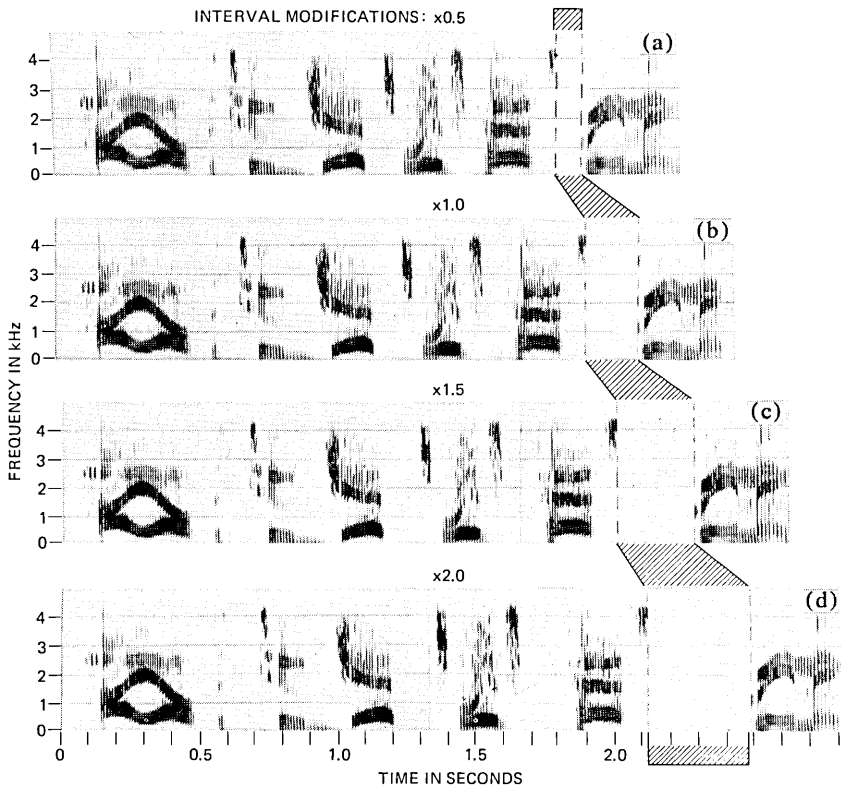 INTERVAL MODIFICATIONS: x0.5
(a)
4
3
2
1
0
x1.0
(b)
4
3
2
1
0
x1.5
(c)
4
3
2
1
0
x2.0
(d)
4
3
2
1
0
FREQUENCY IN kHz
0 0.5 1.0 1.5 2.0
TIME IN SECONDS